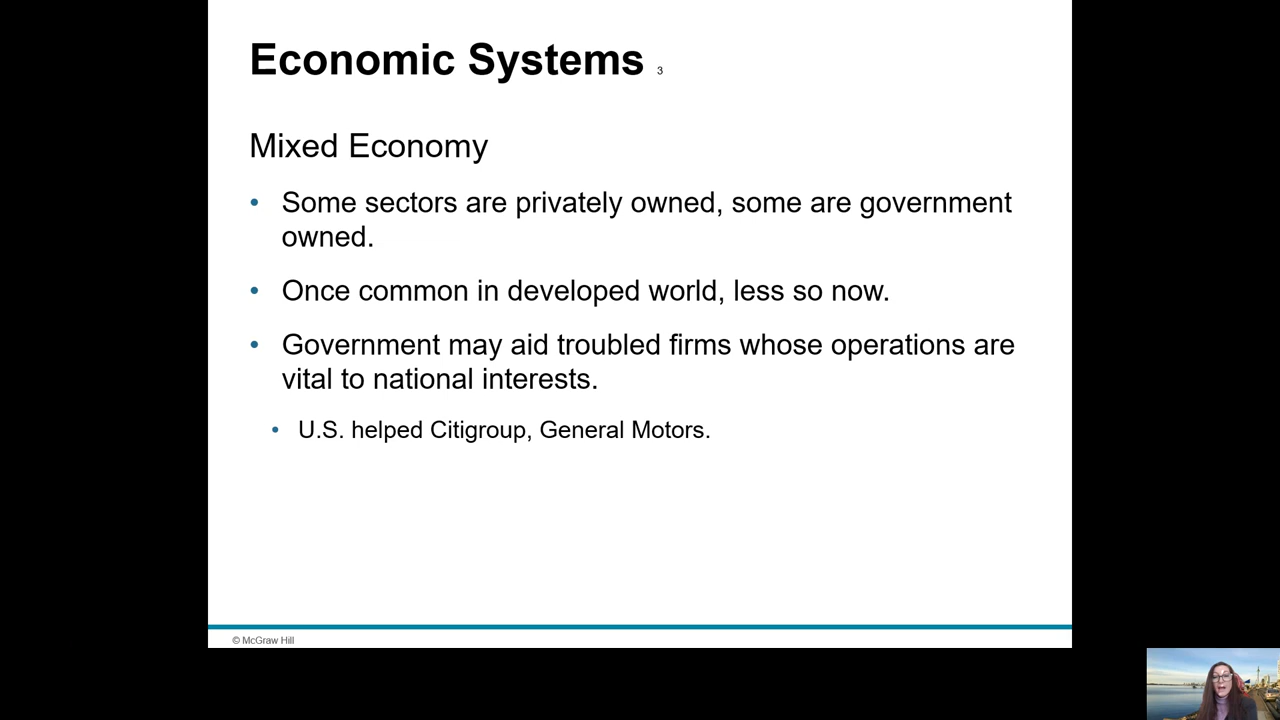 Economic Systems 3
Mixed Economy
• Some sectors are privately owned, some are government
owned.
• Once common in developed world, less so now.
• Government may aid troubled firms whose operations are
vital to national interests.
• U.S. helped Citigroup, General Motors.
© McGraw Hill